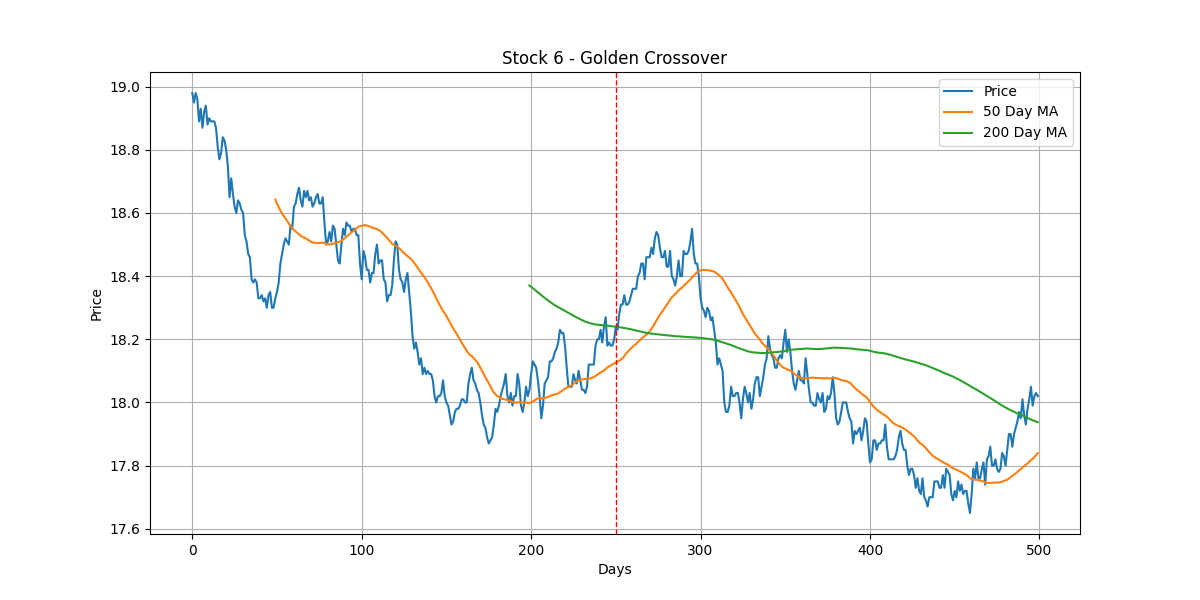 Stock 6 - Golden Crossover
Price
50 Day MA
200 Day MA
19.0
18.8
18.6
18.4
18.2
18.0
17.8
17.6
Price
0 100 200 300 400 500
Days